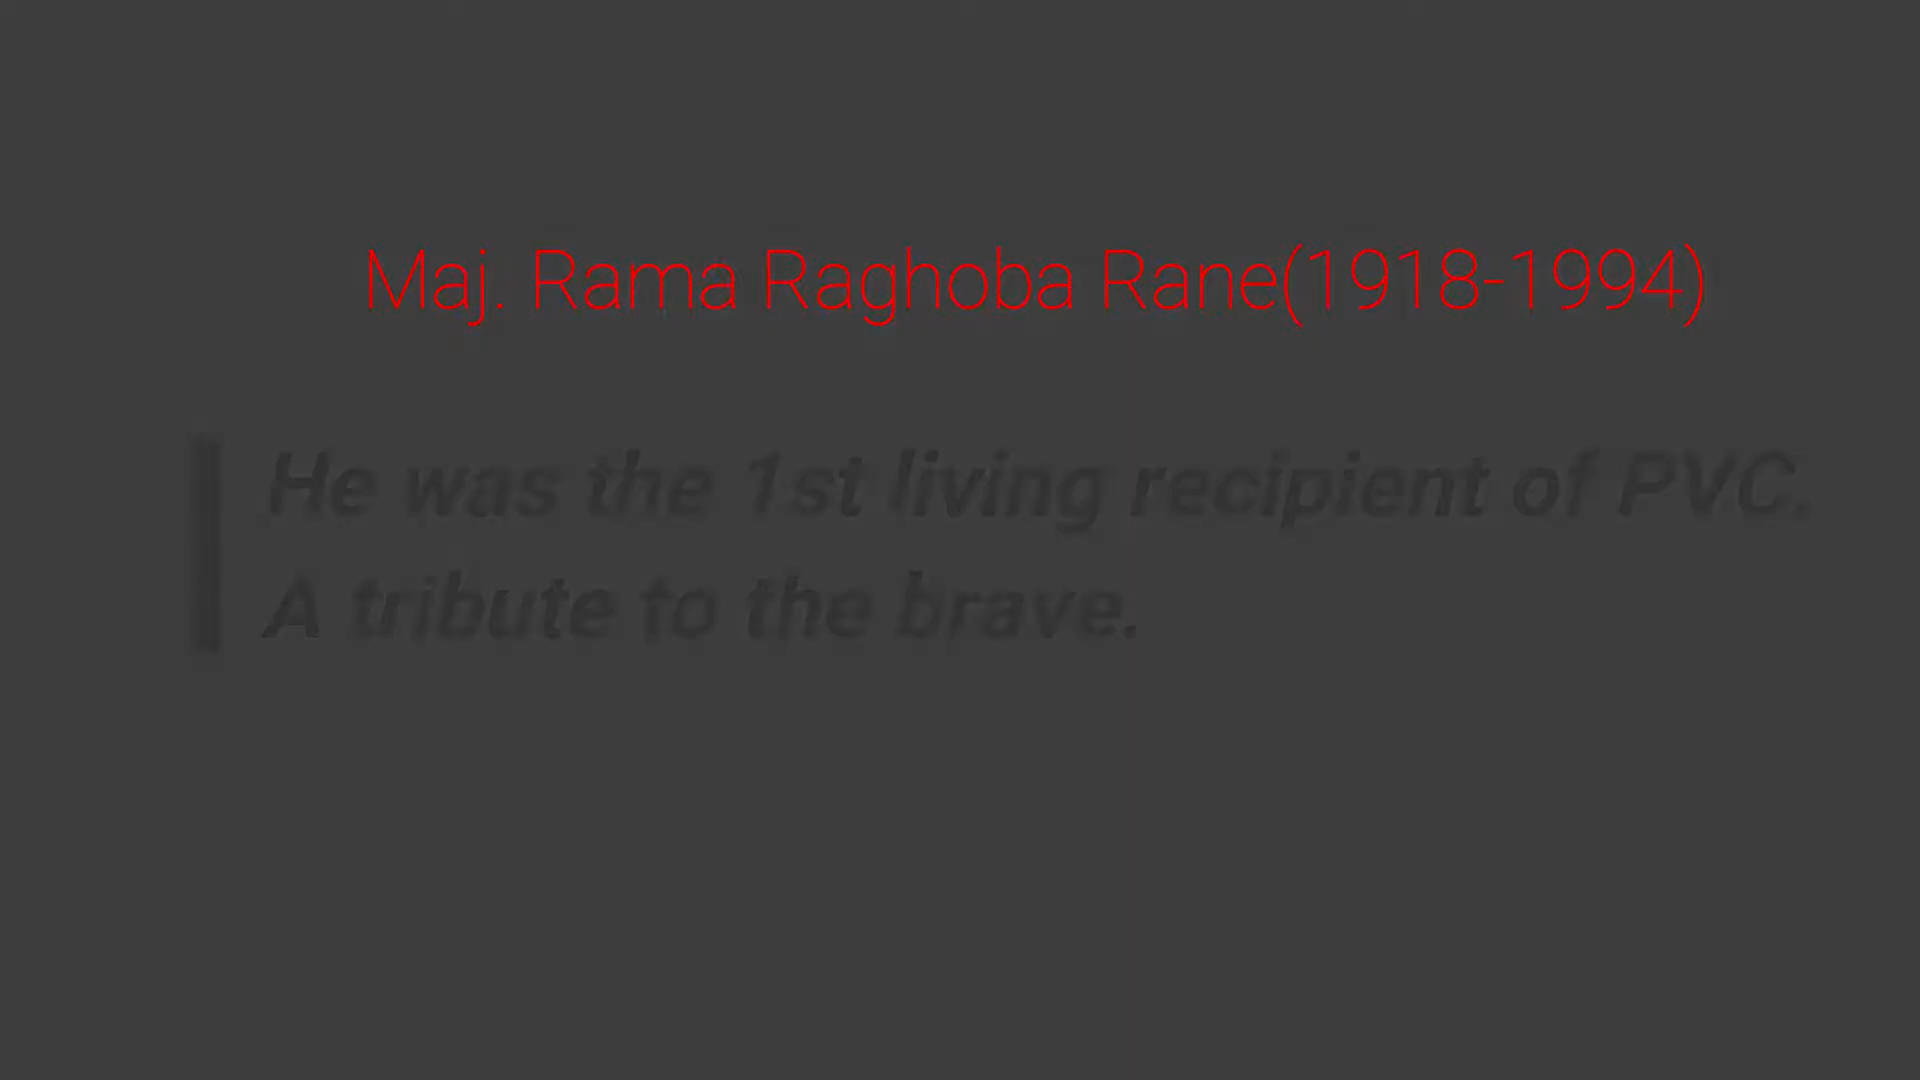 Maj. Rama Raghoba Rane(1918-1994)
He was the 1st living recipient of PVC.
A tribute to the brave.